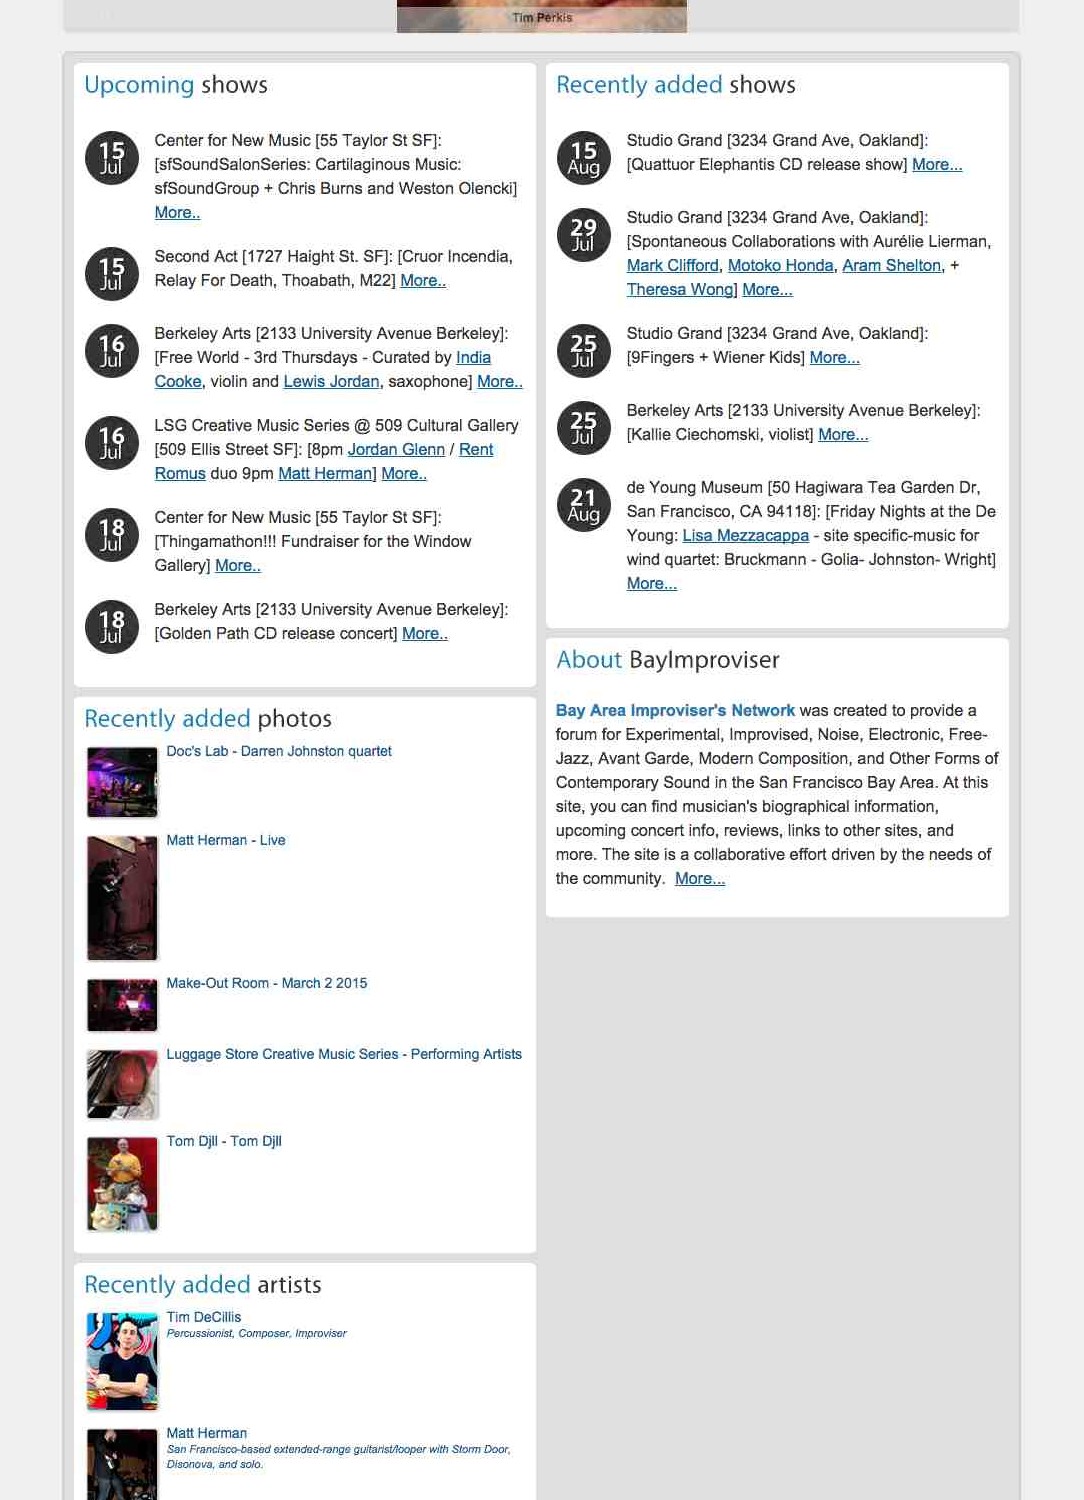 Tim Perkis
Upcoming shows
15
Jul
Center for New Music [55 Taylor St SF]:
[sfSoundSalonSeries: Cartilaginous Music:
sfSoundGroup + Chris Burns and Weston Olencki]
More..
15
Jul
Second Act [1727 Haight St. SF]: [Cruor Incendia,
Relay For Death, Thoabath, M22] More..
16
Jul
Berkeley Arts [2133 University Avenue Berkeley]:
[Free World - 3rd Thursdays - Curated by India
Cooke, violin and Lewis Jordan, saxophone] More..
16
Jul
LSG Creative Music Series @ 509 Cultural Gallery
[509 Ellis Street SF]: [8pm Jordan Glenn / Rent
Romus duo 9pm Matt Herman] More..
18
Jul
Center for New Music [55 Taylor St SF]:
[Thingamathon!!! Fundraiser for the Window
Gallery] More..
18
Jul
Berkeley Arts [2133 University Avenue Berkeley]:
[Golden Path CD release concert] More..
Recently added photos
Doc's Lab - Darren Johnston quartet
Matt Herman - Live
Make-Out Room - March 2 2015
Luggage Store Creative Music Series - Performing Artists
Tom Djll - Tom Djll
Recently added artists
Tim DeCillis
Percussionist, Composer, Improviser
Matt Herman
San Francisco-based extended-range guitarist/looper with Storm Door,
Disonova, and solo.
Recently added shows
15
Aug
Studio Grand [3234 Grand Ave, Oakland]:
[Quattuor Elephantis CD release show] More...
29
Jul
Studio Grand [3234 Grand Ave, Oakland]:
[Spontaneous Collaborations with Aurélie Lierman,
Mark Clifford, Motoko Honda, Aram Shelton, +
Theresa Wong] More...
25
Jul
Studio Grand [3234 Grand Ave, Oakland]:
[9Fingers + Wiener Kids] More...
25
Jul
Berkeley Arts [2133 University Avenue Berkeley]:
[Kallie Ciechomski, violist] More...
21
Aug
de Young Museum [50 Hagiwara Tea Garden Dr,
San Francisco, CA 94118]: [Friday Nights at the De
Young: Lisa Mezzacappa - site specific-music for
wind quartet: Bruckmann - Golia- Johnston- Wright]
More...
About BayImproviser
Bay Area Improviser's Network was created to provide a
forum for Experimental, Improvised, Noise, Electronic, Free-
Jazz, Avant Garde, Modern Composition, and Other Forms of
Contemporary Sound in the San Francisco Bay Area. At this
site, you can find musician's biographical information,
upcoming concert info, reviews, links to other sites, and
more. The site is a collaborative effort driven by the needs of
the community. More...